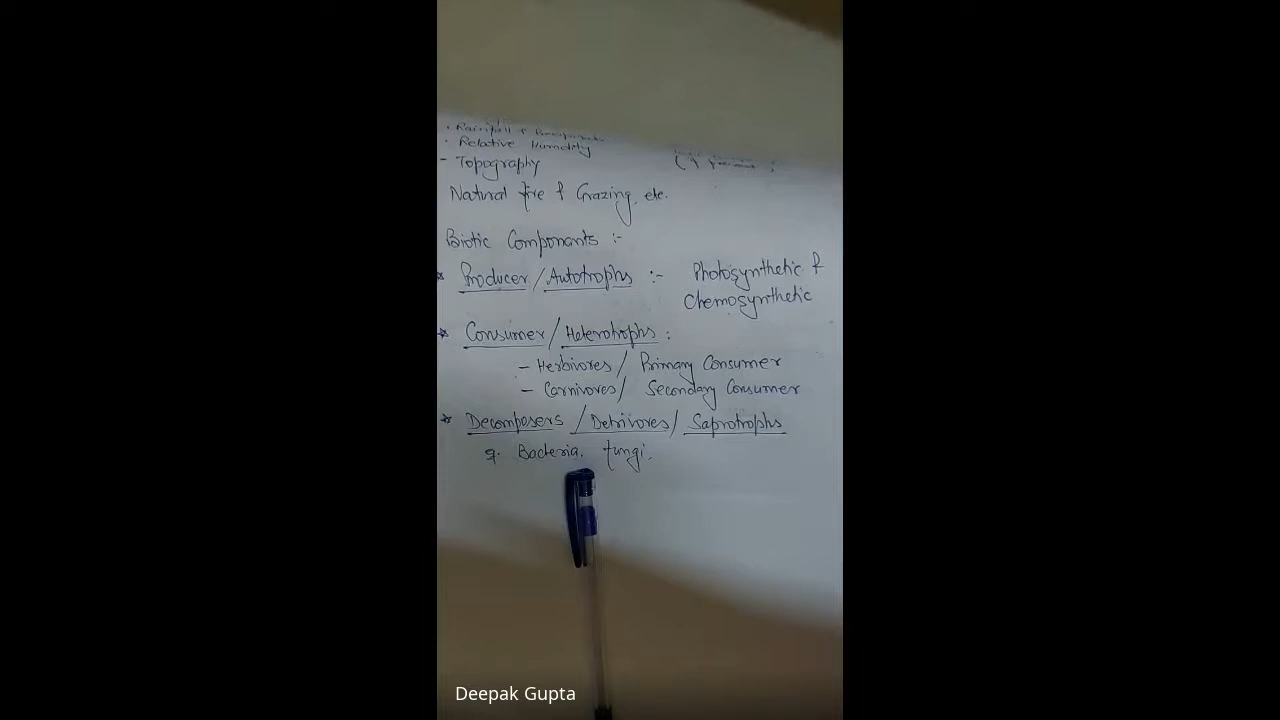 · Rainfall &
· Relative Humidity
- Topography
Natural fire & Grazing, etc.
Biotic Components :-
* Producer/Autotrophs :- Photosynthetic &
Chemosynthetic
* Consumer/Heterotrophs :
- Herbivores/ Primary Consumer
- Carnivores/ Secondary Consumer
* Decomposers /Detrivores/ Saprotrophs
eg. Bacteria. fungi.
Deepak Gupta